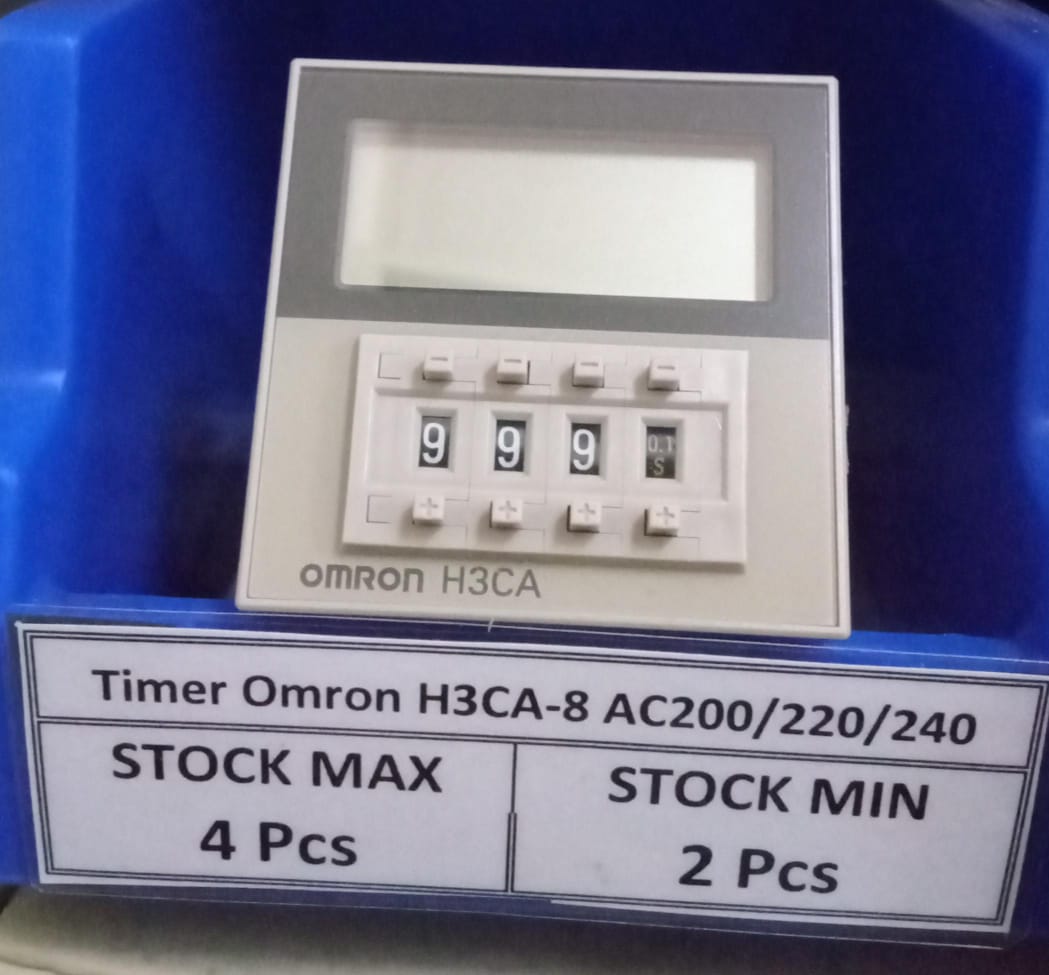 - - - -
9 9 9 0.1
S
+ + + +
omron H3CA
Timer Omron H3CA-8 AC200/220/240
STOCK MAX STOCK MIN
4 Pcs 2 Pcs